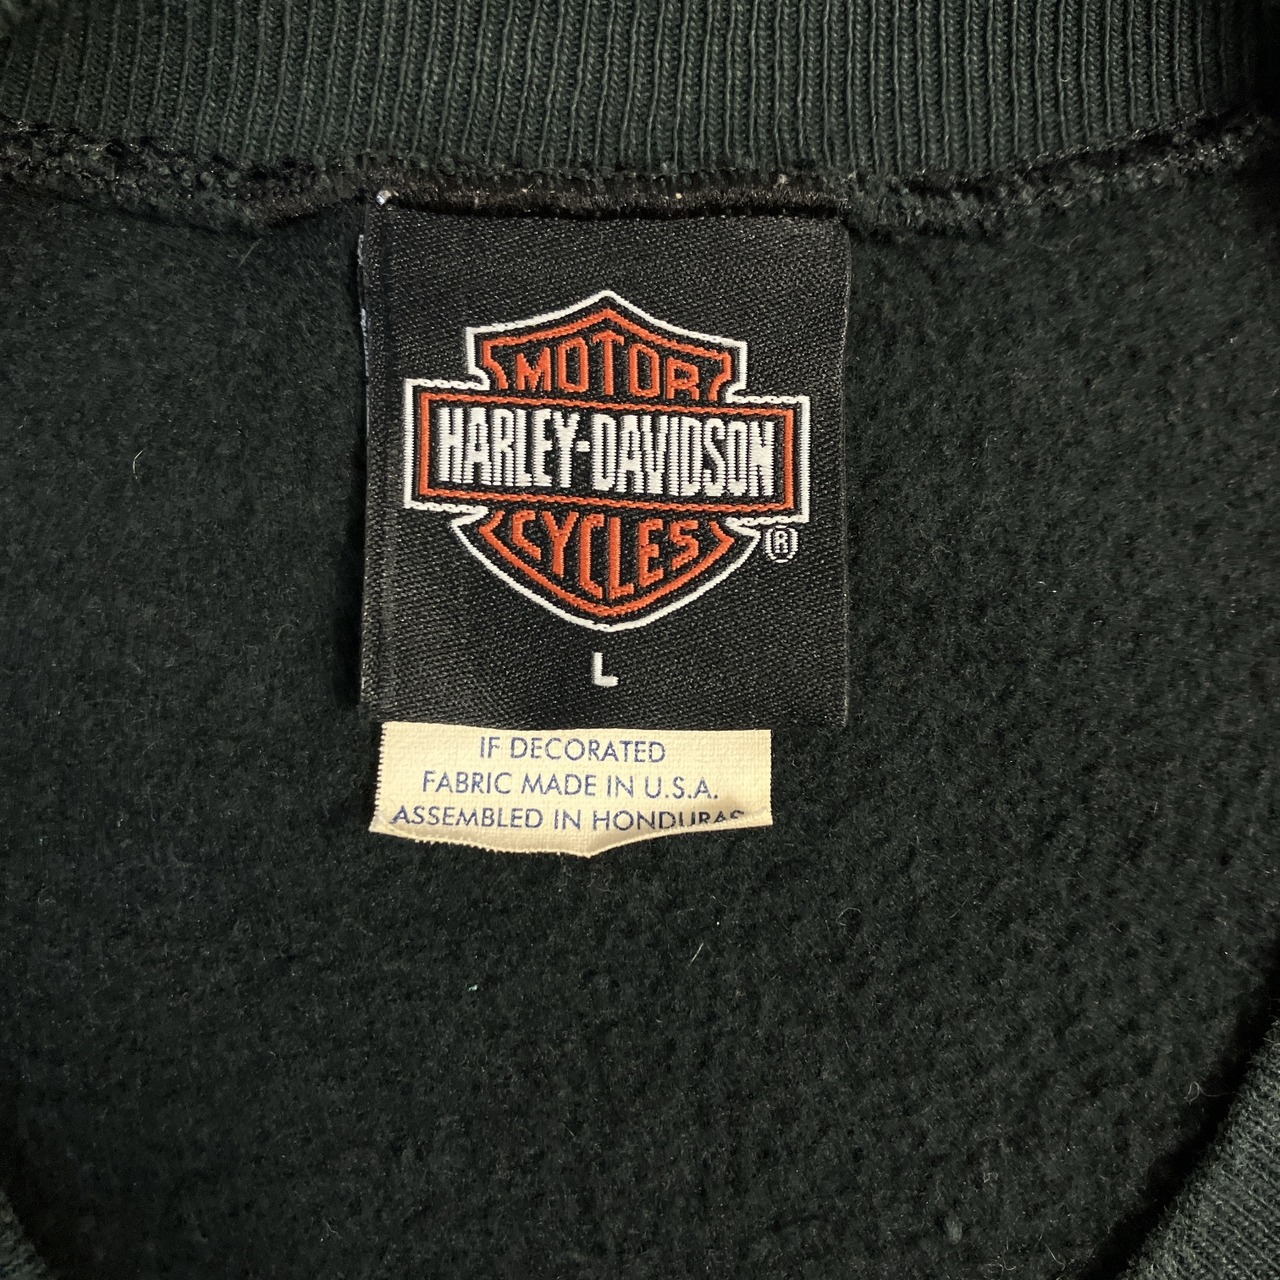 MOTOR
HARLEY-DAVIDSON
CYCLES
®
L
IF DECORATED
FABRIC MADE IN U.S.A.
ASSEMBLED IN HONDURAS